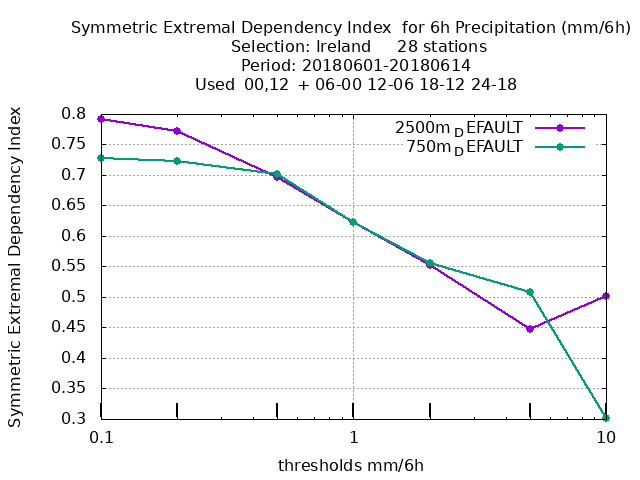 Symmetric Extremal Dependency Index  for 6h Precipitation (mm/6h)
Selection: Ireland     28 stations
Period: 20180601-20180614
Used  00,12  + 06-00 12-06 18-12 24-18
Symmetric Extremal Dependency Index
0.8
0.75
0.7
0.65
0.6
0.55
0.5
0.45
0.4
0.35
0.3
2500m_DEFAULT
750m_DEFAULT
0.1 1 10
thresholds mm/6h